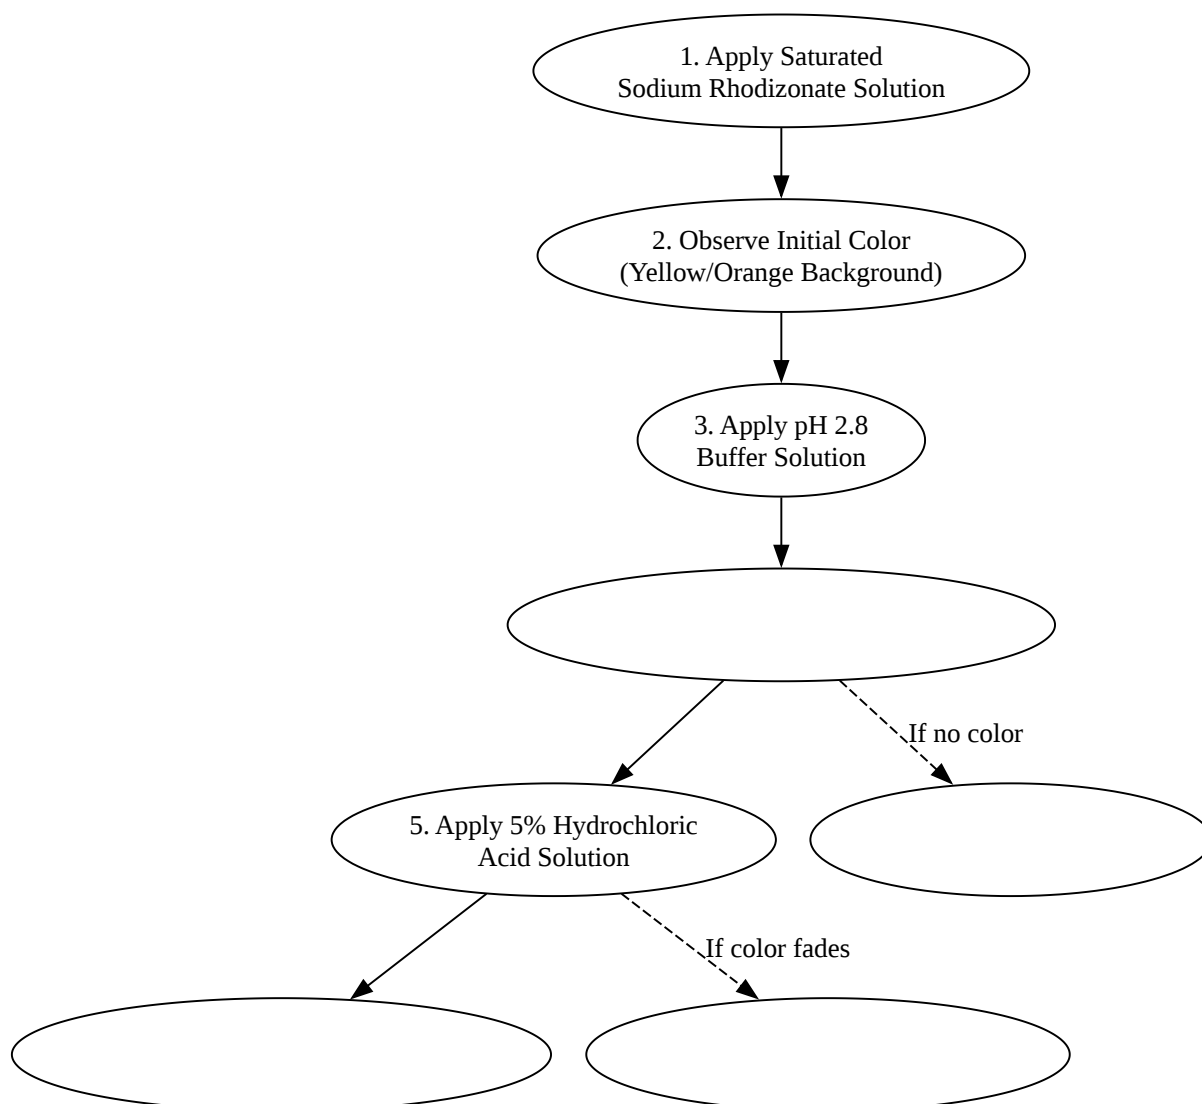 1. Apply Saturated
Sodium Rhodizonate Solution
2. Observe Initial Color
(Yellow/Orange Background)
3. Apply pH 2.8
Buffer Solution
If no color
5. Apply 5% Hydrochloric
Acid Solution
If color fades